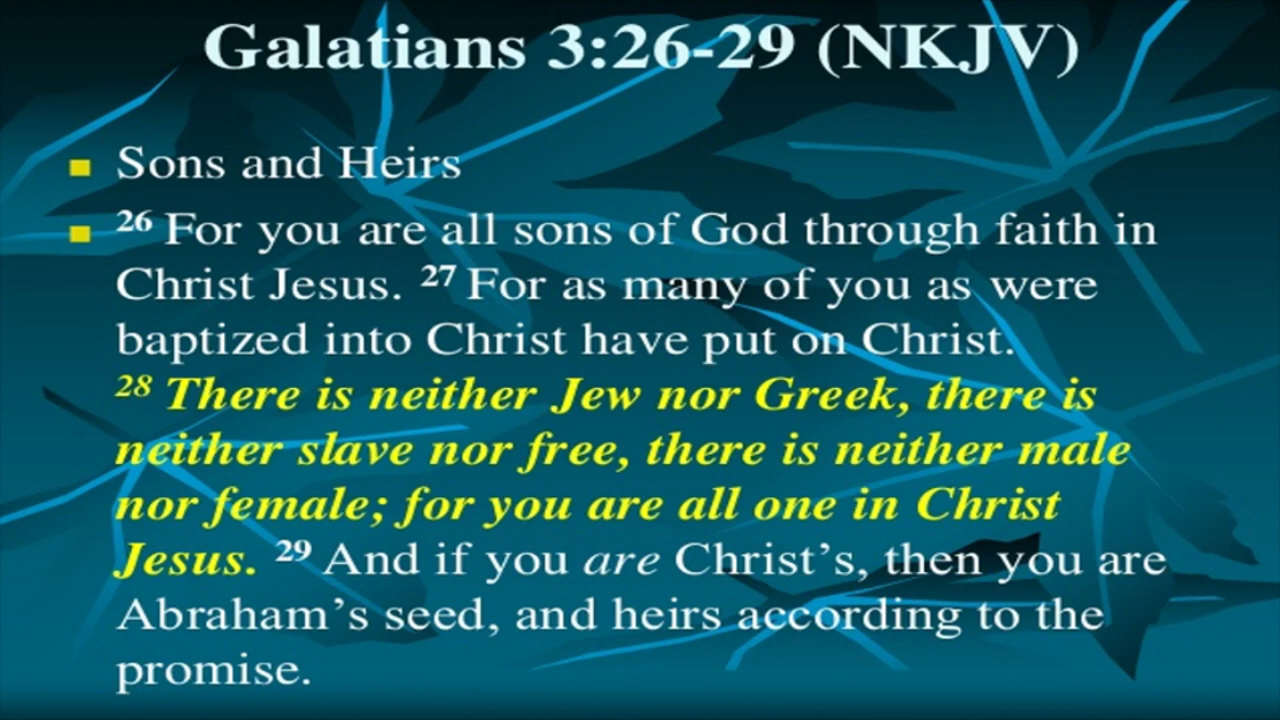 Galatians 3:26-29 (NKJV)
Sons and Heirs
26 For you are all sons of God through faith in
Christ Jesus. 27 For as many of you as were
baptized into Christ have put on Christ.
28 There is neither Jew nor Greek, there is
neither slave nor free, there is neither male
nor female; for you are all one in Christ
Jesus. 29 And if you are Christ’s, then you are
Abraham’s seed, and heirs according to the
promise.